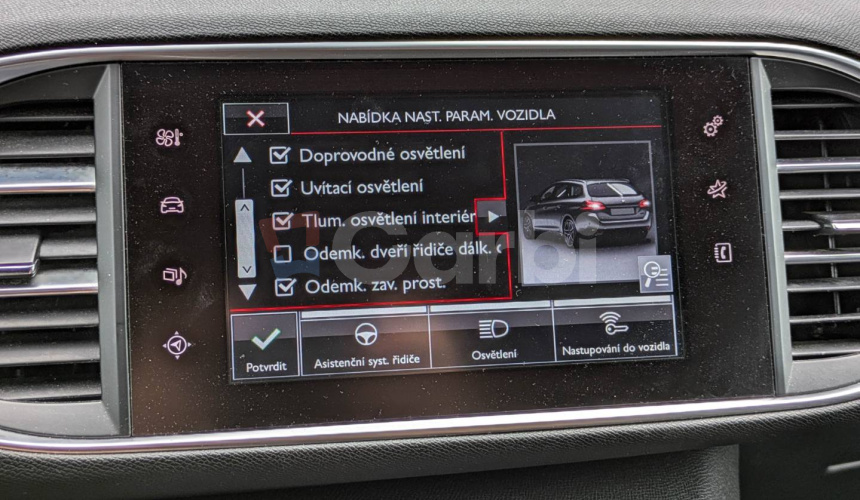 NABÍDKA NAST. PARAM. VOZIDLA
Doprovodné osvětlení
Uvítací osvětlení
Tlum. osvětlení interiér
Odemk. dveří řidiče dálk.
Odemk. zav. prost.
Potvrdit
Asistenční syst. řidiče
Osvětlení
Nastupování do vozidla
Carbi